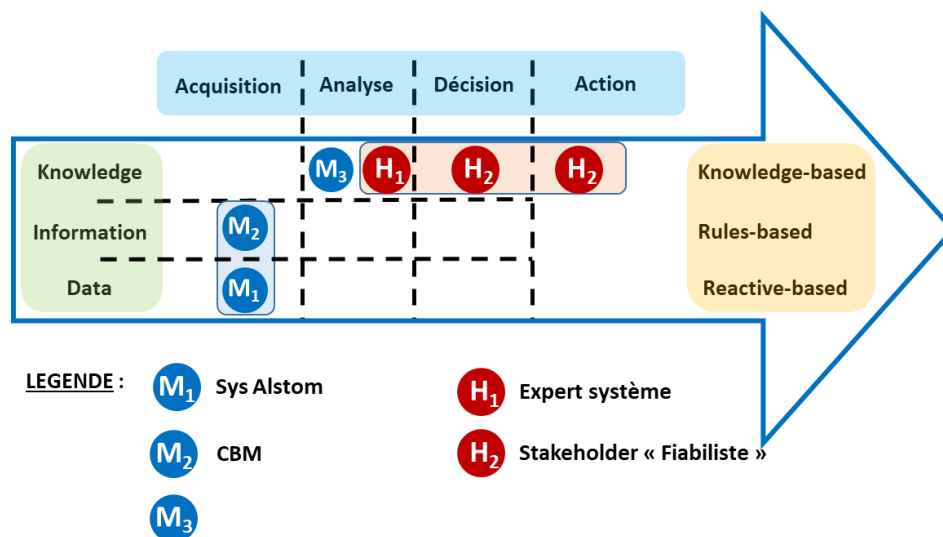 Acquisition Analyse Décision Action
Knowledge M3 H1 H2 H2 Knowledge-based
Information M2 Rules-based
Data M1 Reactive-based
LEGENDE : M1 Sys Alstom H1 Expert système
M2 CBM H2 Stakeholder « Fiabiliste »
M3